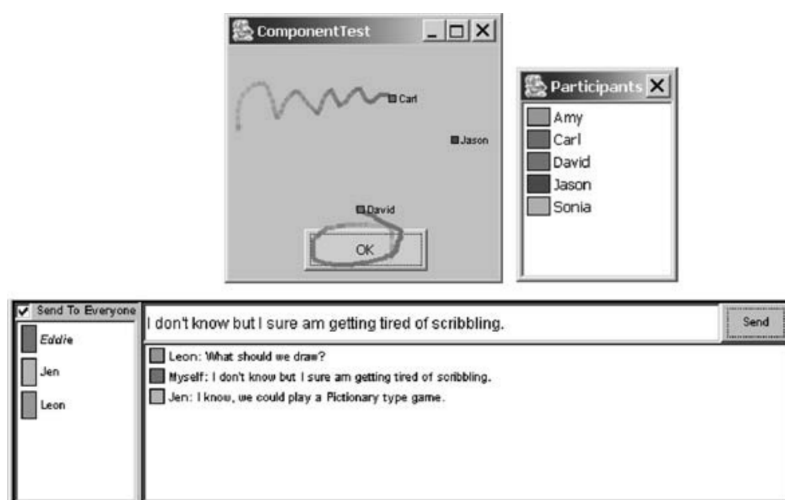 ComponentTest
Carl
Jason
David
OK
Participants
Amy
Carl
David
Jason
Sonia
Send To Everyone
Eddie
Jen
Leon
I don't know but I sure am getting tired of scribbling.
Send
Leon: What should we draw?
Myself: I don't know but I sure am getting tired of scribbling.
Jen: I know, we could play a Pictionary type game.